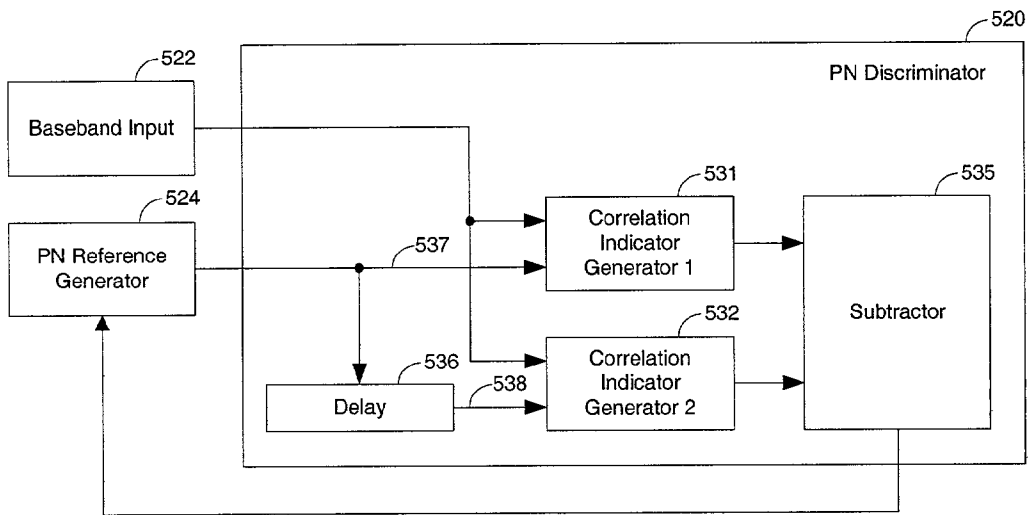 520
522
PN Discriminator
Baseband Input
524
531
535
PN Reference
Generator
537
Correlation
Indicator
Generator 1
Subtractor
532
536
538
Correlation
Indicator
Generator 2
Delay